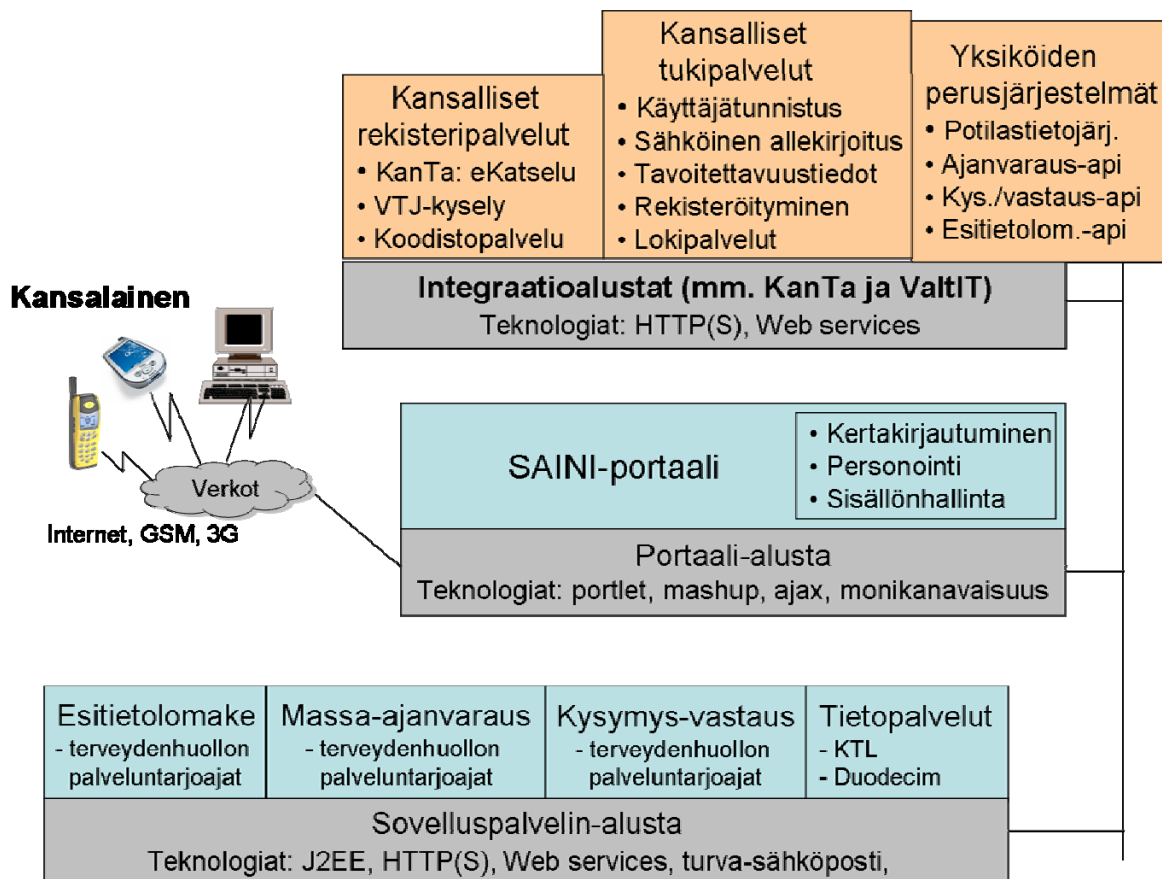 Kansalliset
rekisteripalvelut
• KanTa: eKatselu
• VTJ-kysely
• Koodistopalvelu
Kansalliset
tukipalvelut
• Käyttäjätunnistus
• Sähköinen allekirjoitus
• Tavoitettavuustiedot
• Rekisteröityminen
• Lokipalvelut
Yksiköiden
perusjärjestelmät
• Potilastietojärj.
• Ajanvaraus-api
• Kys./vastaus-api
• Esitietolom.-api
Integraatioalustat (mm. KanTa ja ValtIT)
Teknologiat: HTTP(S), Web services
Kansalainen
Verkot
Internet, GSM, 3G
SAINI-portaali
• Kertakirjautuminen
• Personointi
• Sisällönhallinta
Portaali-alusta
Teknologiat: portlet, mashup, ajax, monikanavaisuus
Esitietolomake
- terveydenhuollon
palveluntarjoajat
Massa-ajanvaraus
- terveydenhuollon
palveluntarjoajat
Kysymys-vastaus
- terveydenhuollon
palveluntarjoajat
Tietopalvelut
- KTL
- Duodecim
Sovelluspalvelin-alusta
Teknologiat: J2EE, HTTP(S), Web services, turva-sähköposti,